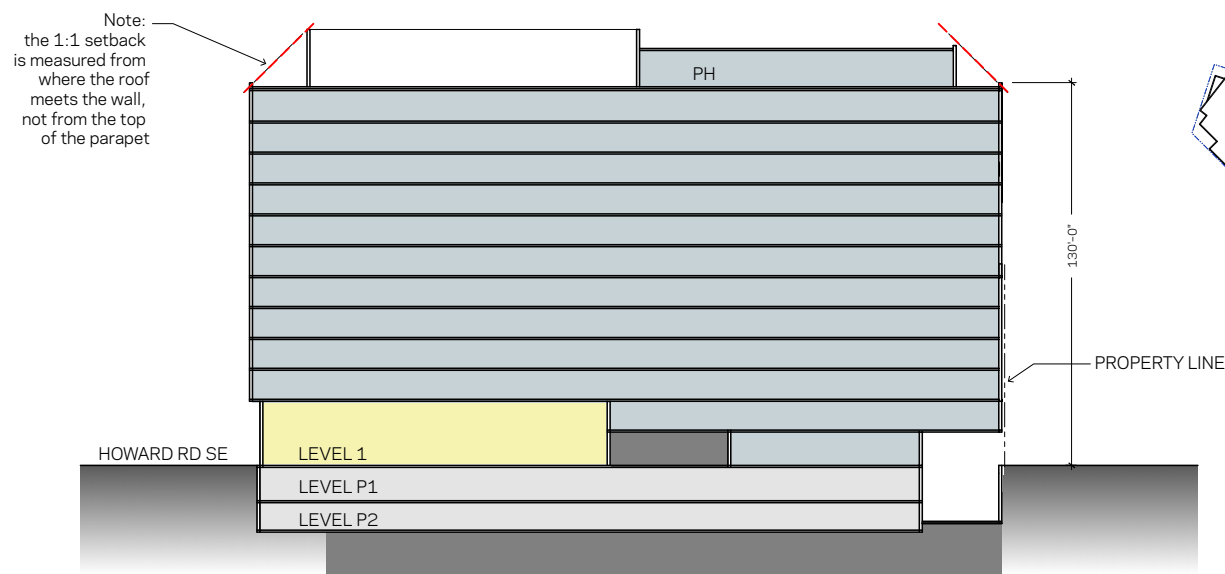 Note:
the 1:1 setback
is measured from
where the roof
meets the wall,
not from the top
of the parapet
PH
130'-0"
PROPERTY LINE
HOWARD RD SE
LEVEL 1
LEVEL P1
LEVEL P2